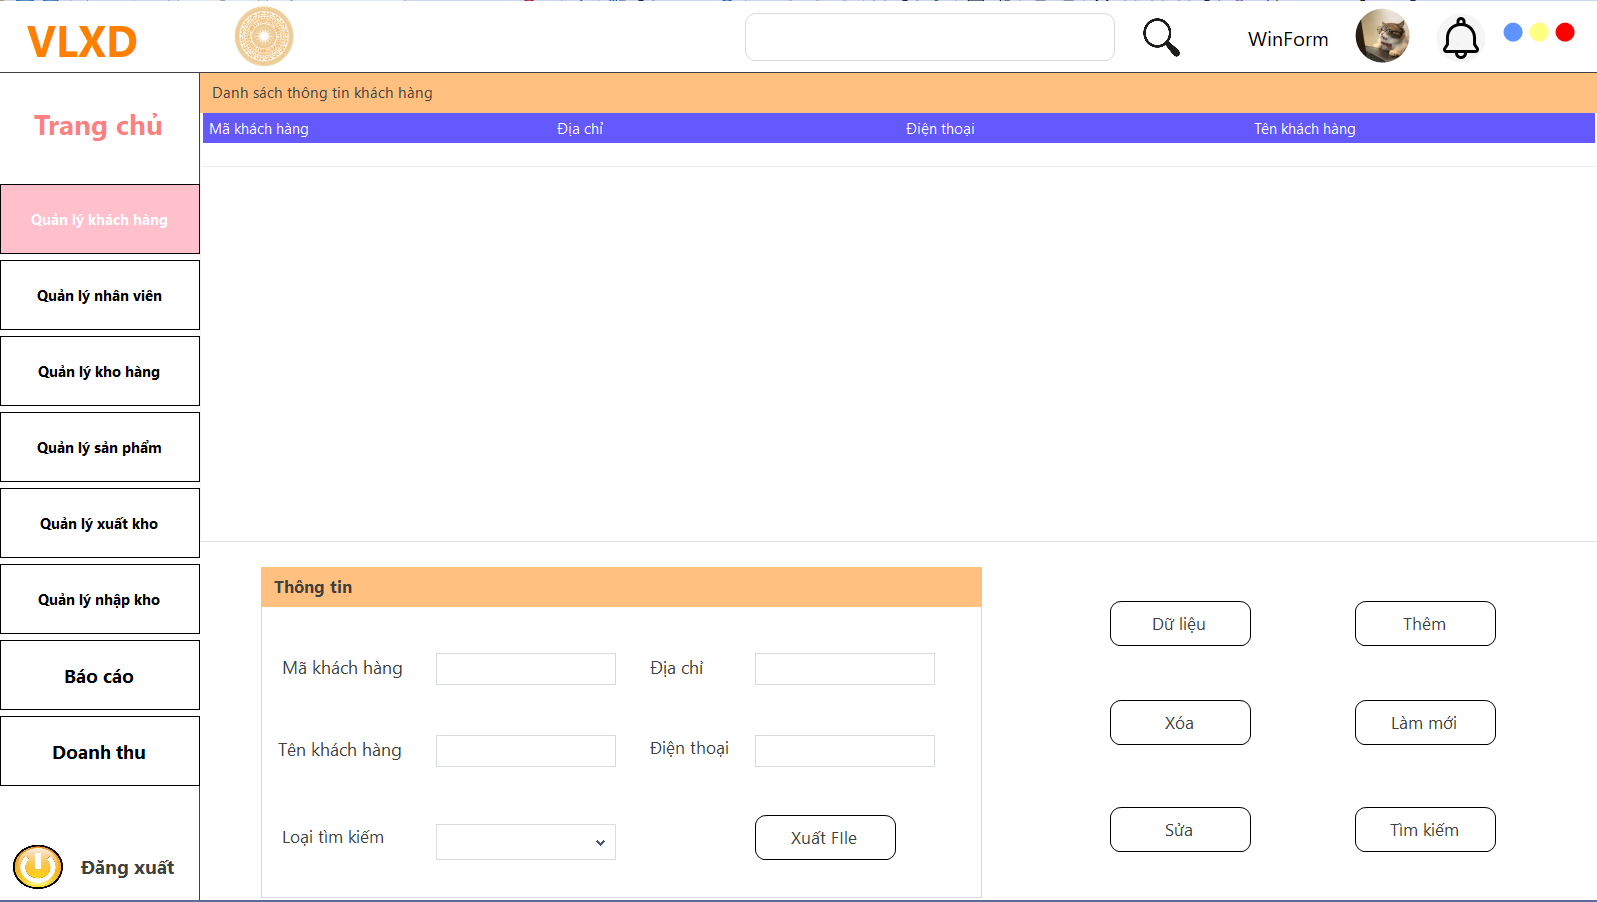 VLXD
WinForm
Trang chủ
Quản lý khách hàng
Quản lý nhân viên
Quản lý kho hàng
Quản lý sản phẩm
Quản lý xuất kho
Quản lý nhập kho
Báo cáo
Doanh thu
Đăng xuất
Danh sách thông tin khách hàng
Mã khách hàng Địa chỉ Điện thoại Tên khách hàng
Thông tin
Mã khách hàng Địa chỉ
Tên khách hàng Điện thoại
Loại tìm kiếm Xuất FIle
Dữ liệu Thêm
Xóa Làm mới
Sửa Tìm kiếm